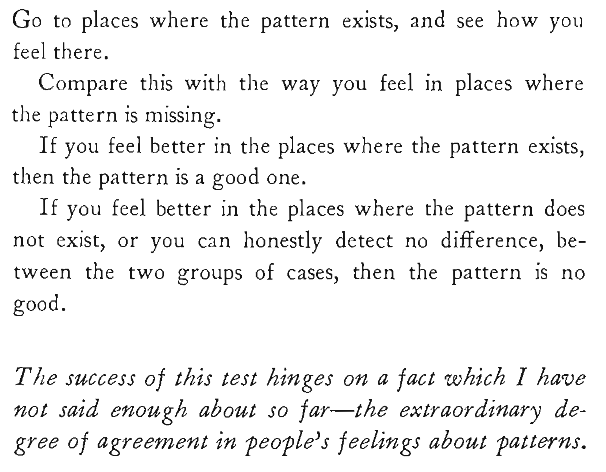 Go to places where the pattern exists, and see how you
feel there.
Compare this with the way you feel in places where
the pattern is missing.
If you feel better in the places where the pattern exists,
then the pattern is a good one.
If you feel better in the places where the pattern does
not exist, or you can honestly detect no difference, be-
tween the two groups of cases, then the pattern is no
good.
The success of this test hinges on a fact which I have
not said enough about so far—the extraordinary de-
gree of agreement in people's feelings about patterns.